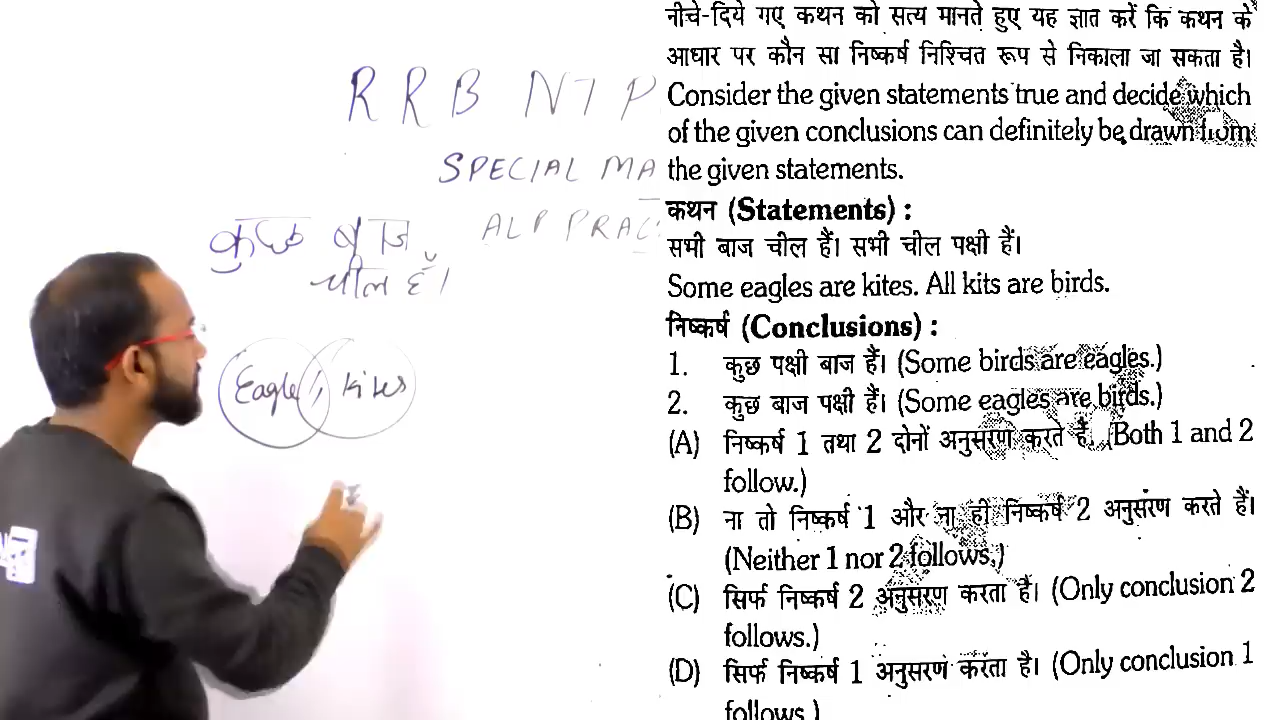 R R B N T P
SPECIAL MA
ALP PRAC
कुछ बाज
चील हैं।
Eagle
Kites
नीचे-दिये गए कथन को सत्य मानते हुए यह ज्ञात करें कि कथन के
आधार पर कौन सा निष्कर्ष निश्चित रूप से निकाला जा सकता है।
Consider the given statements true and decide which
of the given conclusions can definitely be drawn from
the given statements.
कथन (Statements) :
सभी बाज चील हैं। सभी चील पक्षी हैं।
Some eagles are kites. All kits are birds.
निष्कर्ष (Conclusions) :
1. कुछ पक्षी बाज हैं। (Some birds are eagles.)
2. कुछ बाज पक्षी हैं। (Some eagles are birds.)
(A) निष्कर्ष 1 तथा 2 दोनों अनुसरण करते हैं। (Both 1 and 2
follow.)
(B) ना तो निष्कर्ष 1 और ना ही निष्कर्ष 2 अनुसरण करते हैं।
(Neither 1 nor 2 follows.)
(C) सिर्फ निष्कर्ष 2 अनुसरण करता है। (Only conclusion 2
follows.)
(D) सिर्फ निष्कर्ष 1 अनुसरण करता है। (Only conclusion 1
follows.)